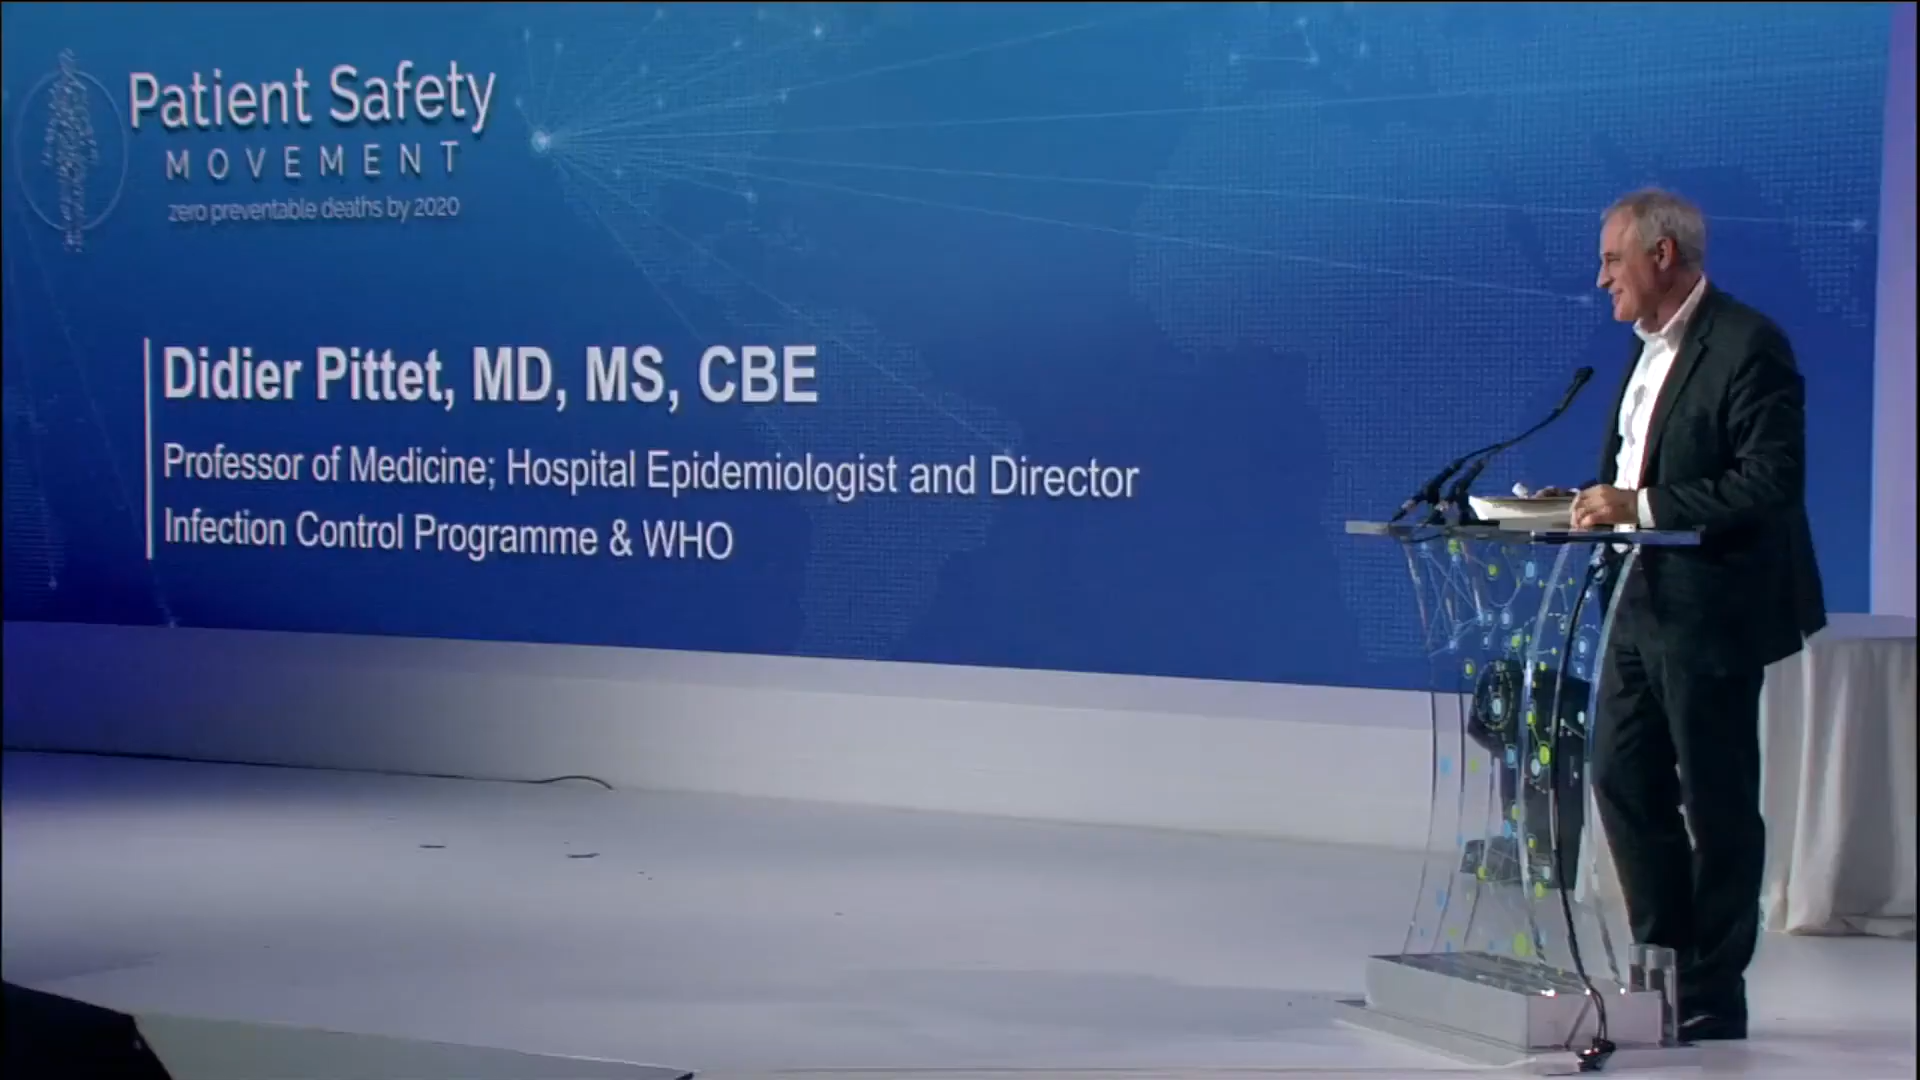 Patient Safety
MOVEMENT
zero preventable deaths by 2020
Didier Pittet, MD, MS, CBE
Professor of Medicine; Hospital Epidemiologist and Director
Infection Control Programme & WHO